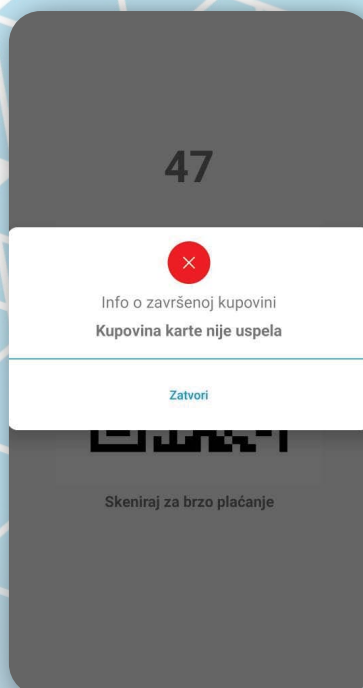 47
Info o završenoj kupovini
Kupovina karte nije uspela
Zatvori
Skeniraj za brzo plaćanje